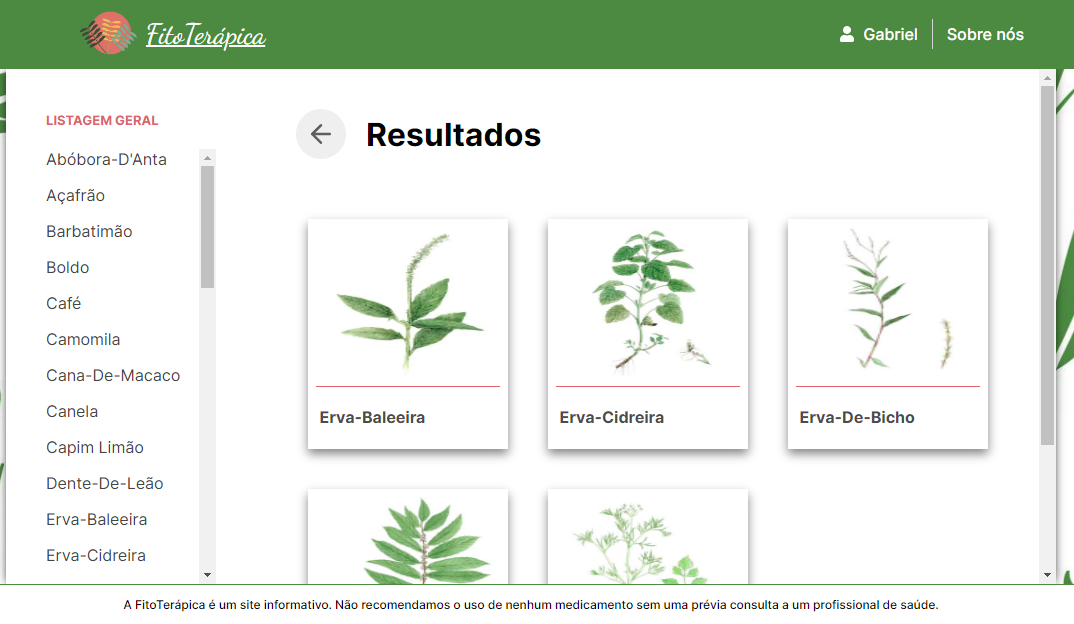 FitoTerápica
Gabriel
Sobre nós
LISTAGEM GERAL
Abóbora-D'Anta
Açafrão
Barbatimão
Boldo
Café
Camomila
Cana-De-Macaco
Canela
Capim Limão
Dente-De-Leão
Erva-Baleeira
Erva-Cidreira
Resultados
Erva-Baleeira
Erva-Cidreira
Erva-De-Bicho
A FitoTerápica é um site informativo. Não recomendamos o uso de nenhum medicamento sem uma prévia consulta a um profissional de saúde.